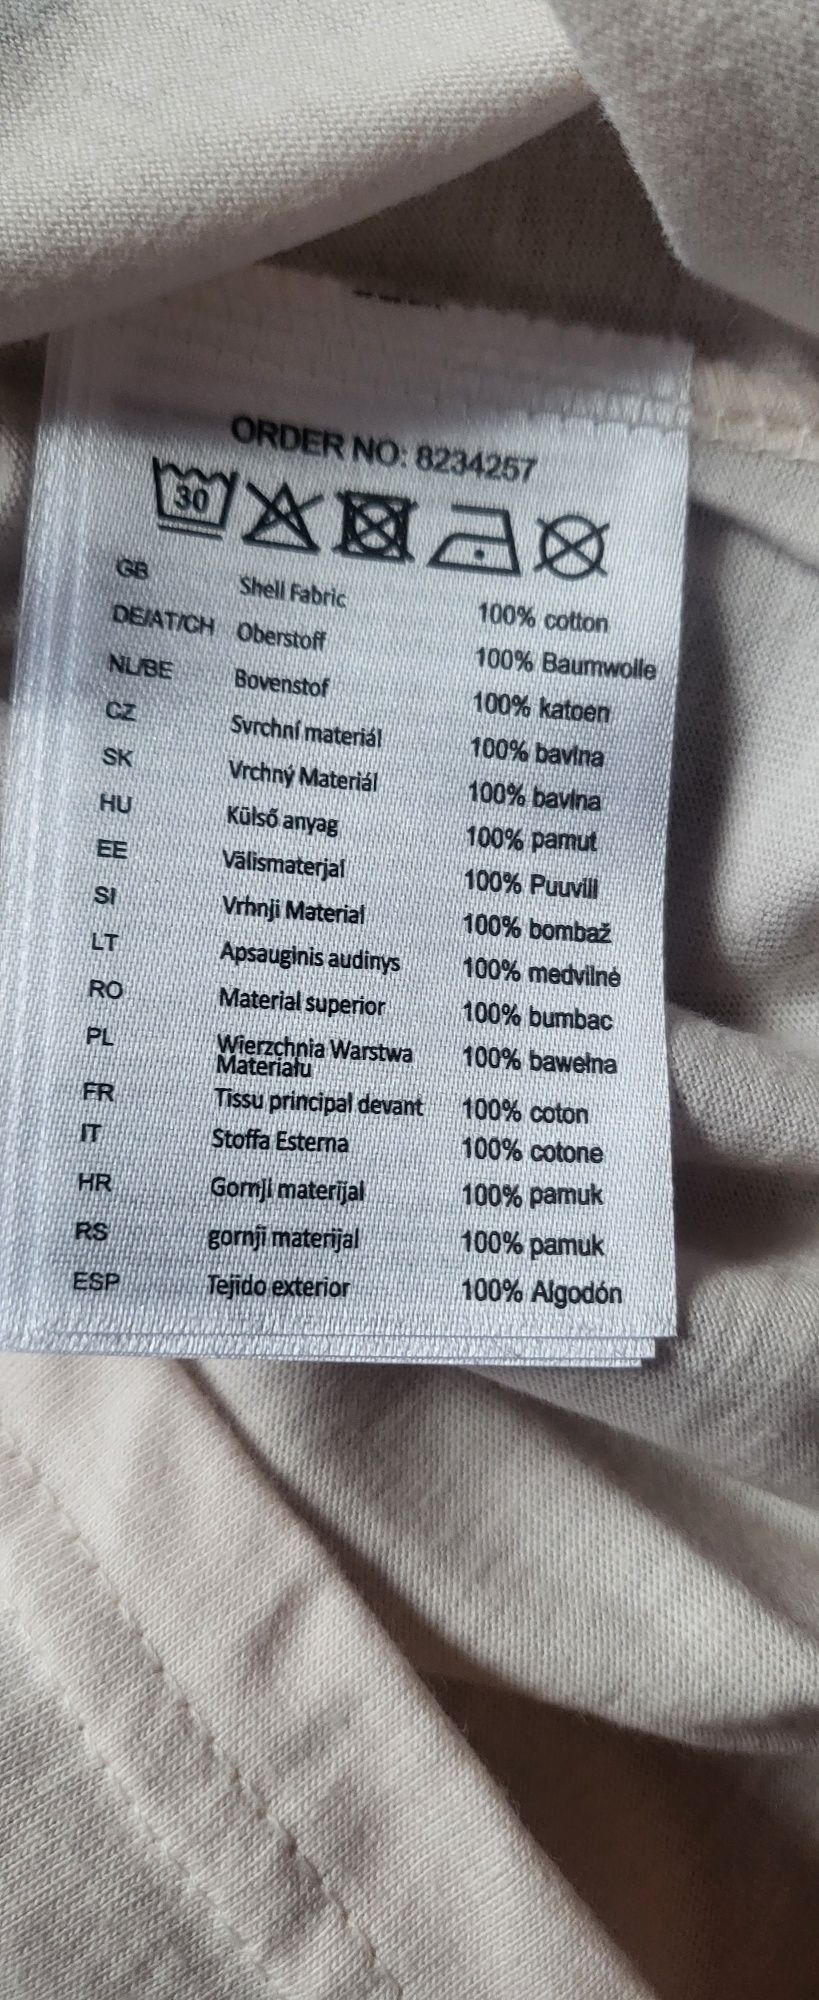 ORDER NO: 8234257
30
GB Shell Fabric 100% cotton
DE/AT/CH Oberstoff 100% Baumwolle
NL/BE Bovenstof 100% katoen
CZ Svrchní materiál 100% bavlna
SK Vrchný Materiál 100% bavlna
HU Külső anyag 100% pamut
EE Välismaterjal 100% Puuvill
SI Vrhnji Material 100% bombaž
LT Apsauginis audinys 100% medvilnė
RO Material superior 100% bumbac
PL Wierzchnia Warstwa 100% bawełna
Materiału
FR Tissu principal devant 100% coton
IT Stoffa Esterna 100% cotone
HR Gornji materijal 100% pamuk
RS gornji materijal 100% pamuk
ESP Tejido exterior 100% Algodón